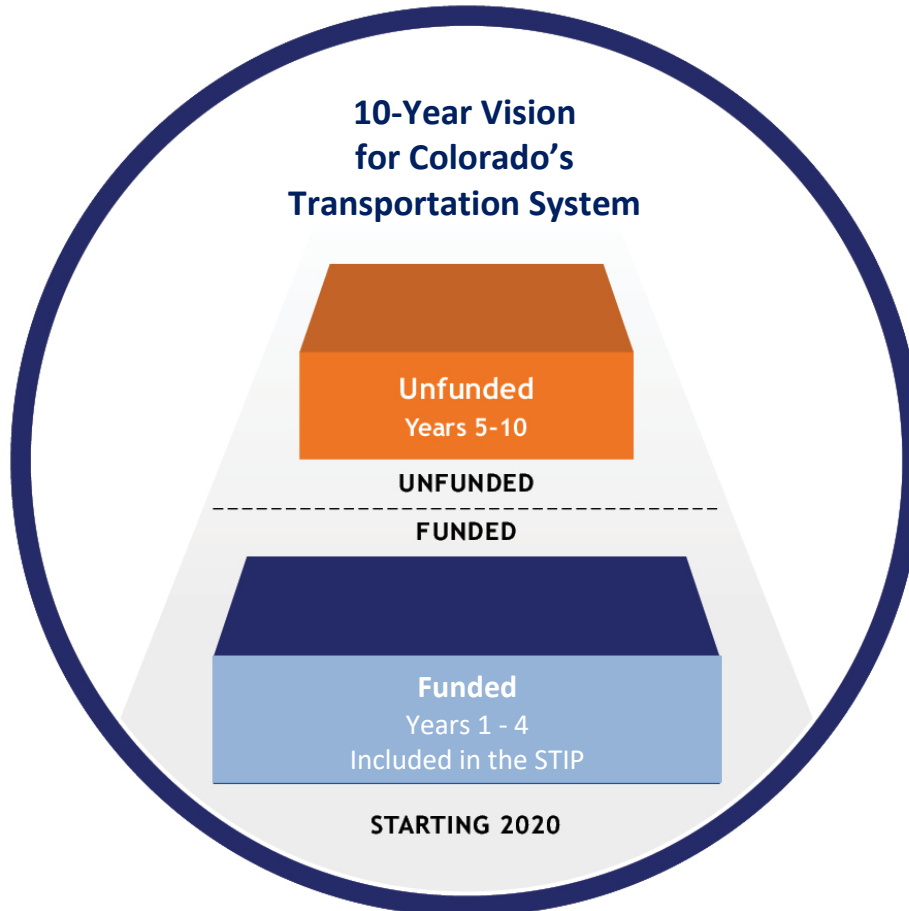 10-Year Vision
for Colorado’s
Transportation System
Unfunded
Years 5-10
UNFUNDED
FUNDED
Funded
Years 1 - 4
Included in the STIP
STARTING 2020